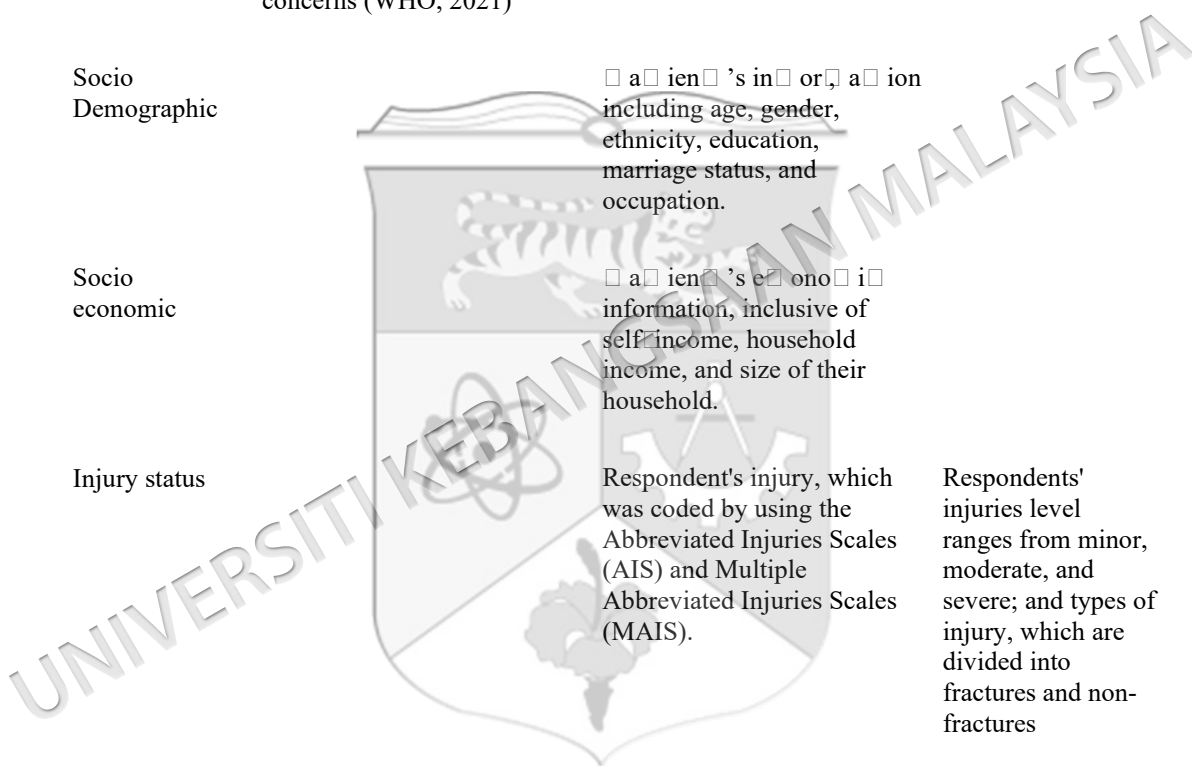 concerns (WHO, 2021)
Socio
Demographic
including age, gender,
ethnicity, education,
marriage status, and
occupation.
Socio
economic
information, inclusive of
income, household
income, and size of their
household.
Injury status
Respondent's injury, which
was coded by using the
Abbreviated Injuries Scales
(AIS) and Multiple
Abbreviated Injuries Scales
(MAIS).
Respondents'
injuries level
ranges from minor,
moderate, and
severe; and types of
injury, which are
divided into
fractures and non-
fractures
UNIVERSITI KEBANGSAAN MALAYSIA